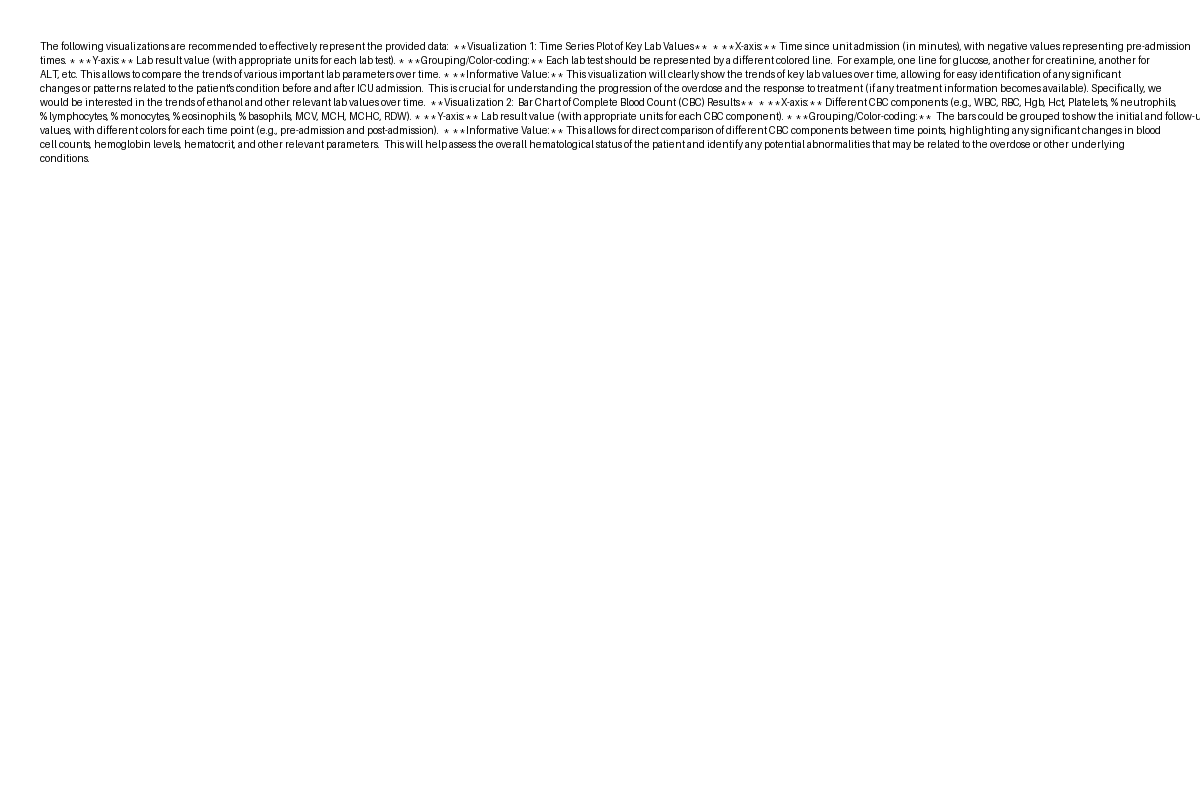 The following visualizations are recommended to effectively represent the provided data:  **Visualization 1: Time Series Plot of Key Lab Values**  * **X-axis:** Time since unit admission (in minutes), with negative values representing pre-admission
times. * **Y-axis:** Lab result value (with appropriate units for each lab test). * **Grouping/Color-coding:** Each lab test should be represented by a different colored line.  For example, one line for glucose, another for creatinine, another for
ALT, etc. This allows to compare the trends of various important lab parameters over time. * **Informative Value:** This visualization will clearly show the trends of key lab values over time, allowing for easy identification of any significant
changes or patterns related to the patient's condition before and after ICU admission.  This is crucial for understanding the progression of the overdose and the response to treatment (if any treatment information becomes available). Specifically, we
would be interested in the trends of ethanol and other relevant lab values over time.  **Visualization 2:  Bar Chart of Complete Blood Count (CBC) Results**  * **X-axis:** Different CBC components (e.g., WBC, RBC, Hgb, Hct, Platelets, % neutrophils,
% lymphocytes, % monocytes, % eosinophils, % basophils, MCV, MCH, MCHC, RDW). * **Y-axis:** Lab result value (with appropriate units for each CBC component). * **Grouping/Color-coding:**  The bars could be grouped to show the initial and follow-u
values, with different colors for each time point (e.g., pre-admission and post-admission).  * **Informative Value:** This allows for direct comparison of different CBC components between time points, highlighting any significant changes in blood
cell counts, hemoglobin levels, hematocrit, and other relevant parameters.  This will help assess the overall hematological status of the patient and identify any potential abnormalities that may be related to the overdose or other underlying
conditions.